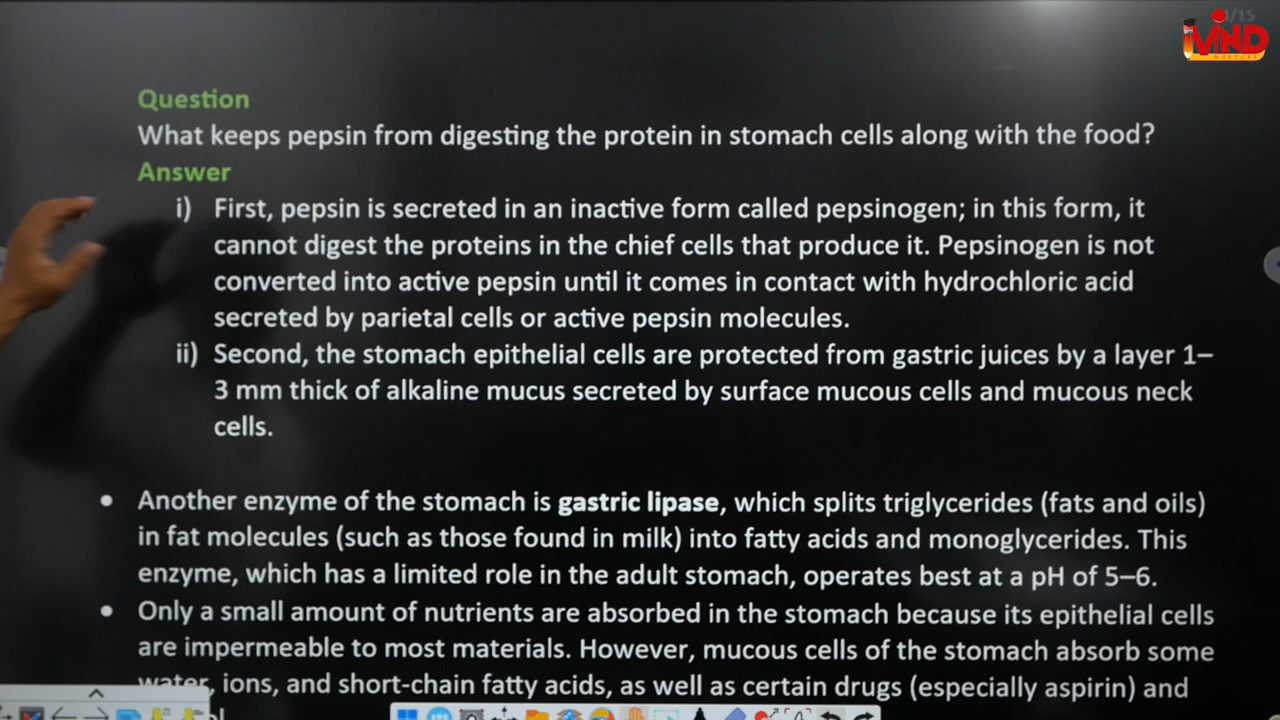 /15
MIND
NURTURE
Question
What keeps pepsin from digesting the protein in stomach cells along with the food?
Answer
i) First, pepsin is secreted in an inactive form called pepsinogen; in this form, it
cannot digest the proteins in the chief cells that produce it. Pepsinogen is not
converted into active pepsin until it comes in contact with hydrochloric acid
secreted by parietal cells or active pepsin molecules.
ii) Second, the stomach epithelial cells are protected from gastric juices by a layer 1–
3 mm thick of alkaline mucus secreted by surface mucous cells and mucous neck
cells.
• Another enzyme of the stomach is gastric lipase, which splits triglycerides (fats and oils)
in fat molecules (such as those found in milk) into fatty acids and monoglycerides. This
enzyme, which has a limited role in the adult stomach, operates best at a pH of 5–6.
• Only a small amount of nutrients are absorbed in the stomach because its epithelial cells
are impermeable to most materials. However, mucous cells of the stomach absorb some
water, ions, and short-chain fatty acids, as well as certain drugs (especially aspirin) and